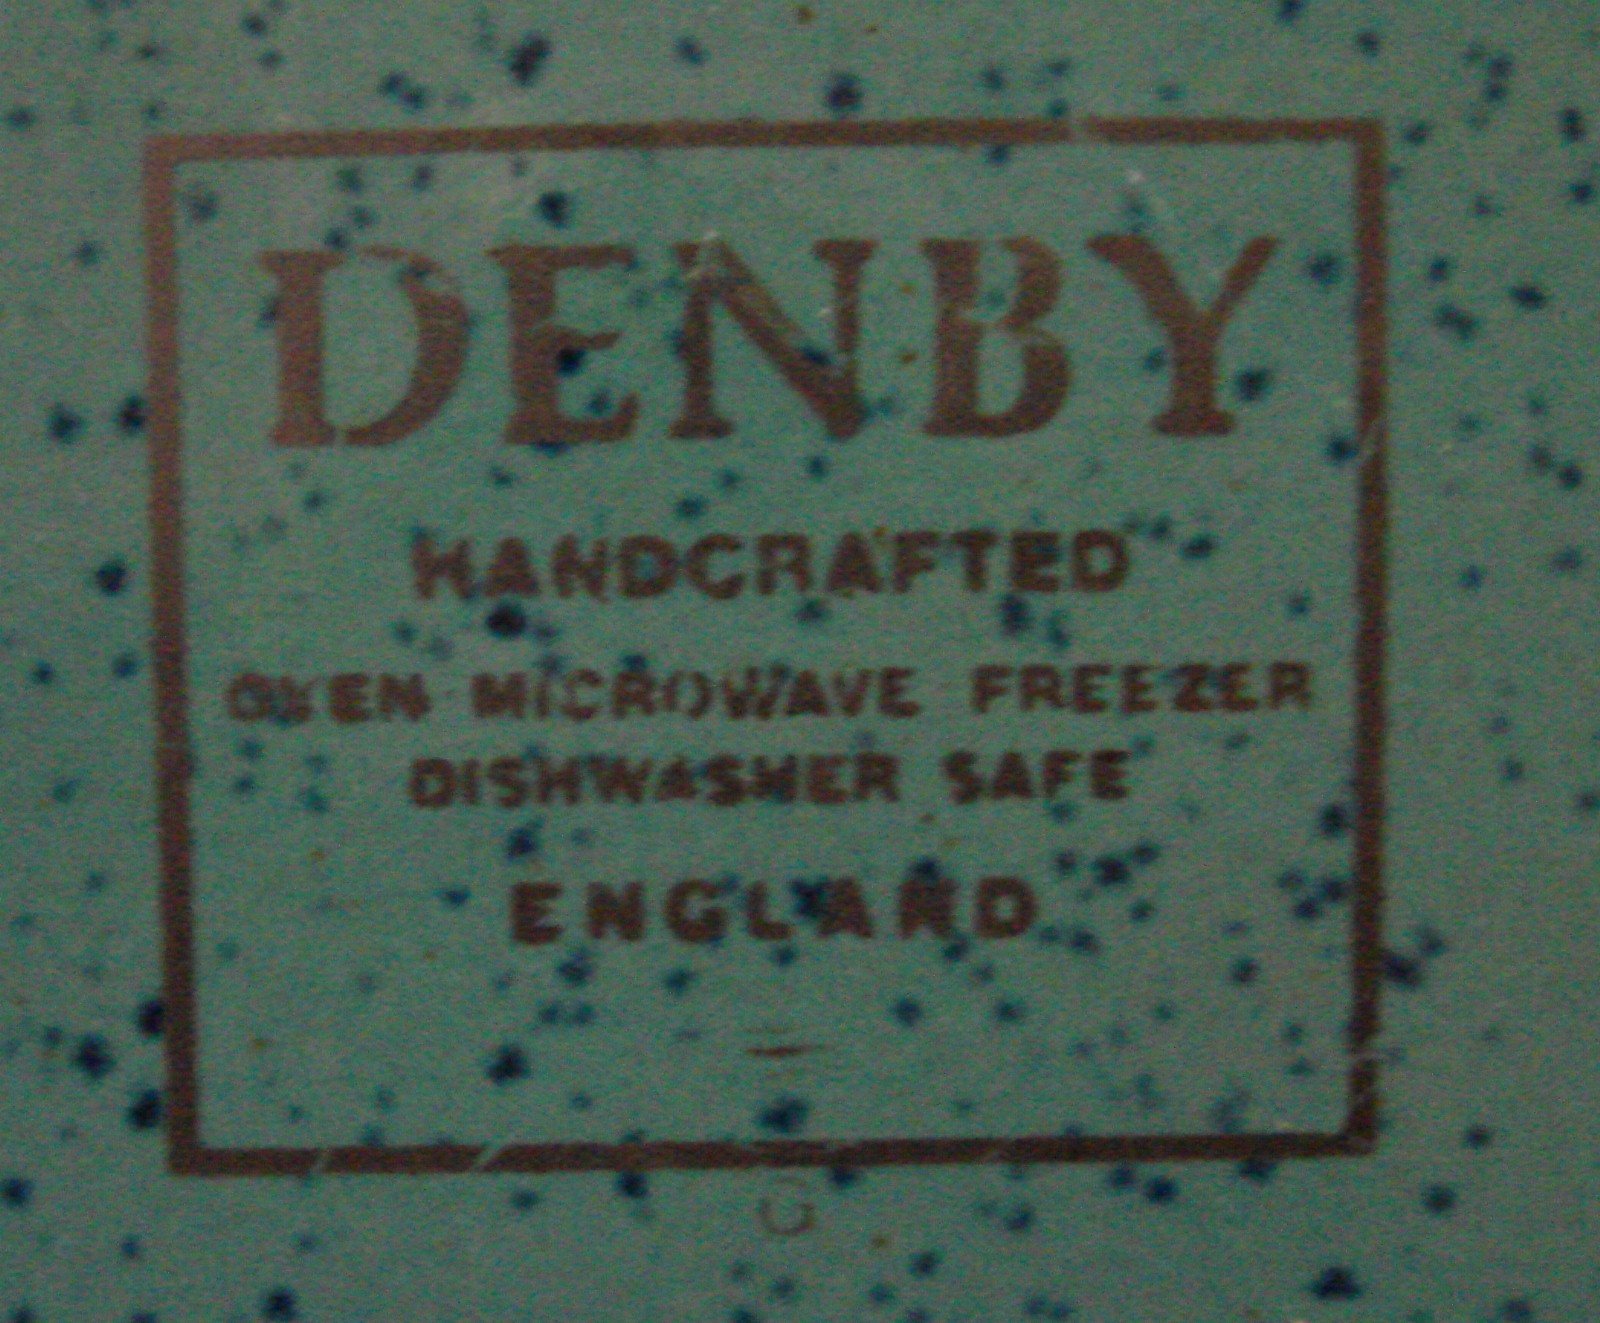 DENBY
HANDCRAFTED
OVEN MICROWAVE FREEZER
DISHWASHER SAFE
ENGLAND